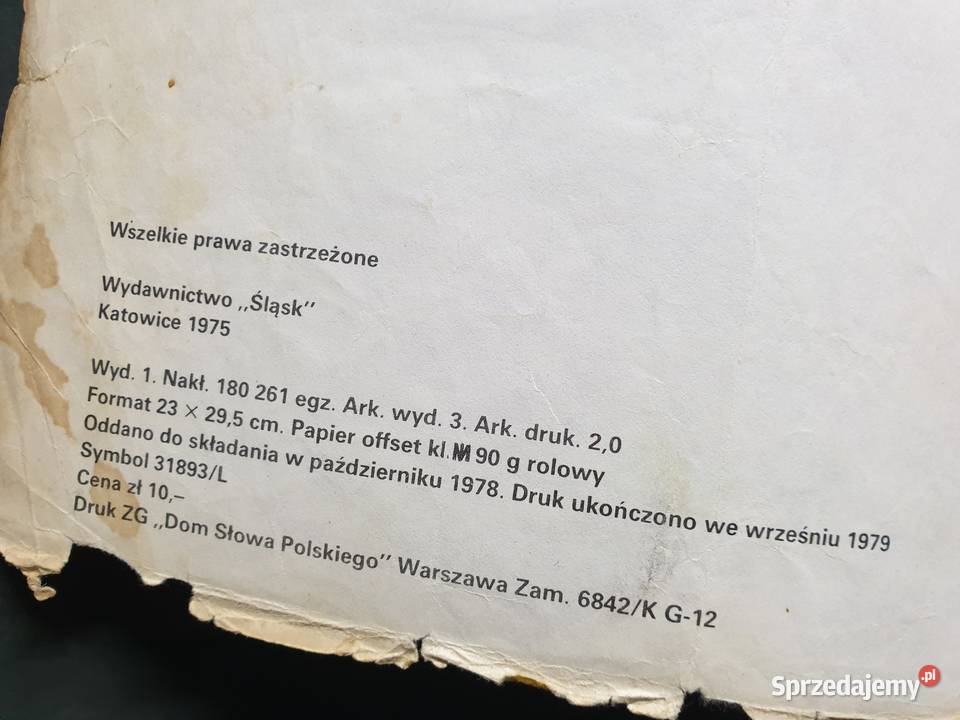 Wszelkie prawa zastrzeżone
Wydawnictwo ,,Śląsk''
Katowice 1975
Wyd. 1. Nakł. 180 261 egz. Ark. wyd. 3. Ark. druk. 2,0
Format 23 × 29,5 cm. Papier offset kl. 90 g rolowy
Oddano do składania w październiku 1978. Druk ukończono we wrześniu 1979
Symbol 31893/L
Cena zł 10,–
Druk ZG ,,Dom Słowa Polskiego'' Warszawa Zam. 6842/K G-12
Sprzedajemy.pl